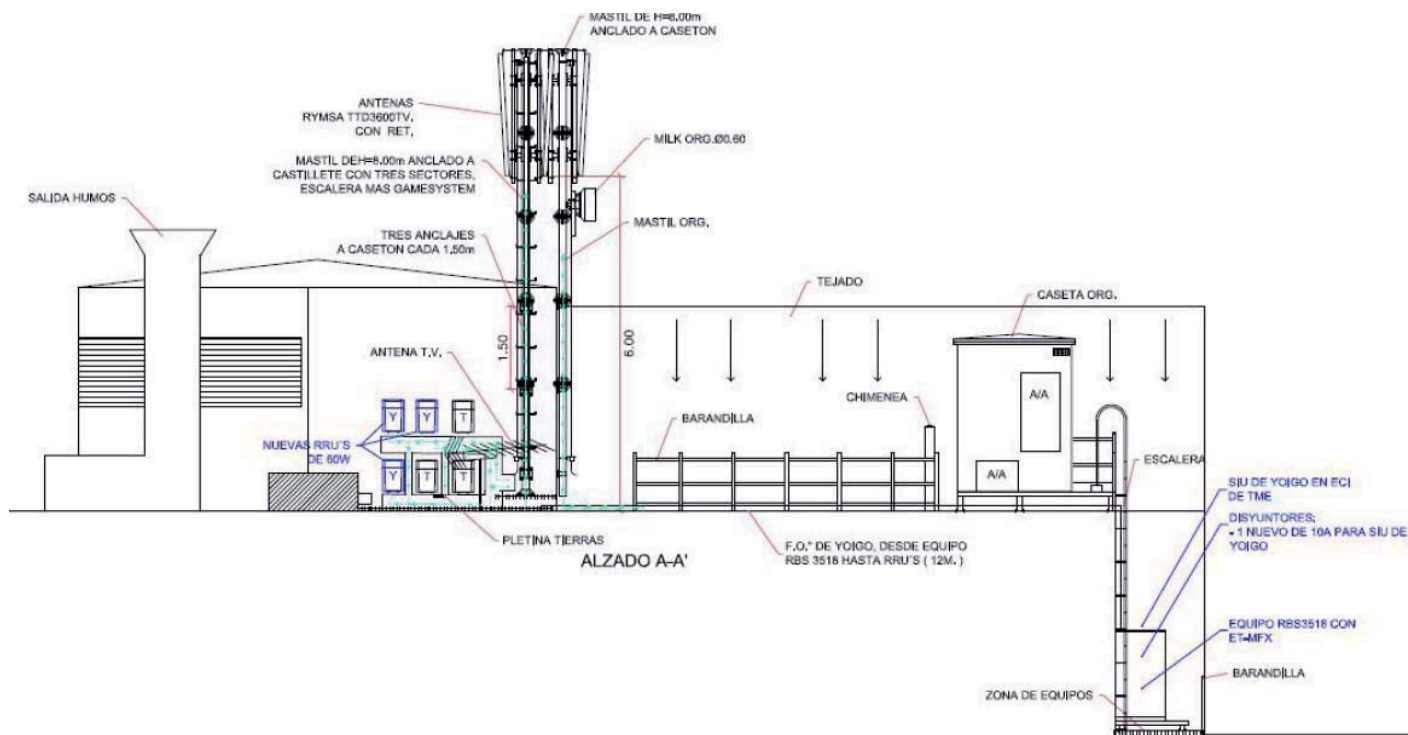 MASTIL DE H=8.00m
ANCLADO A CASETON
ANTENAS
RYMSA TTD3600TV.
CON RET,
MILK ORG.Ø0.60
MASTIL DEH=8.00m ANCLADO A
CASTILLETE CON TRES SECTORES,
ESCALERA MAS GAMESYSTEM
SALIDA HUMOS
MASTIL ORG,
TRES ANCLAJES
A CASETON CADA 1,50m
TEJADO
CASETA ORG.
1.50
6.00
ANTENA T,V.
A/A
CHIMENEA
BARANDILLA
Y
Y
T
NUEVAS RRU´S
DE 60W
Y
T
T
A/A
ESCALERA
SIU DE YOIGO EN ECI
DE TME
DISYUNTORES:
- 1 NUEVO DE 10A PARA SIU DE
YOIGO
PLETINA TIERRAS
ALZADO A-A'
F.O.* DE YOIGO, DESDE EQUIPO
RBS 3518 HASTA RRU´S ( 12M. )
EQUIPO RBS3518 CON
ET-MFX
BARANDILLA
ZONA DE EQUIPOS